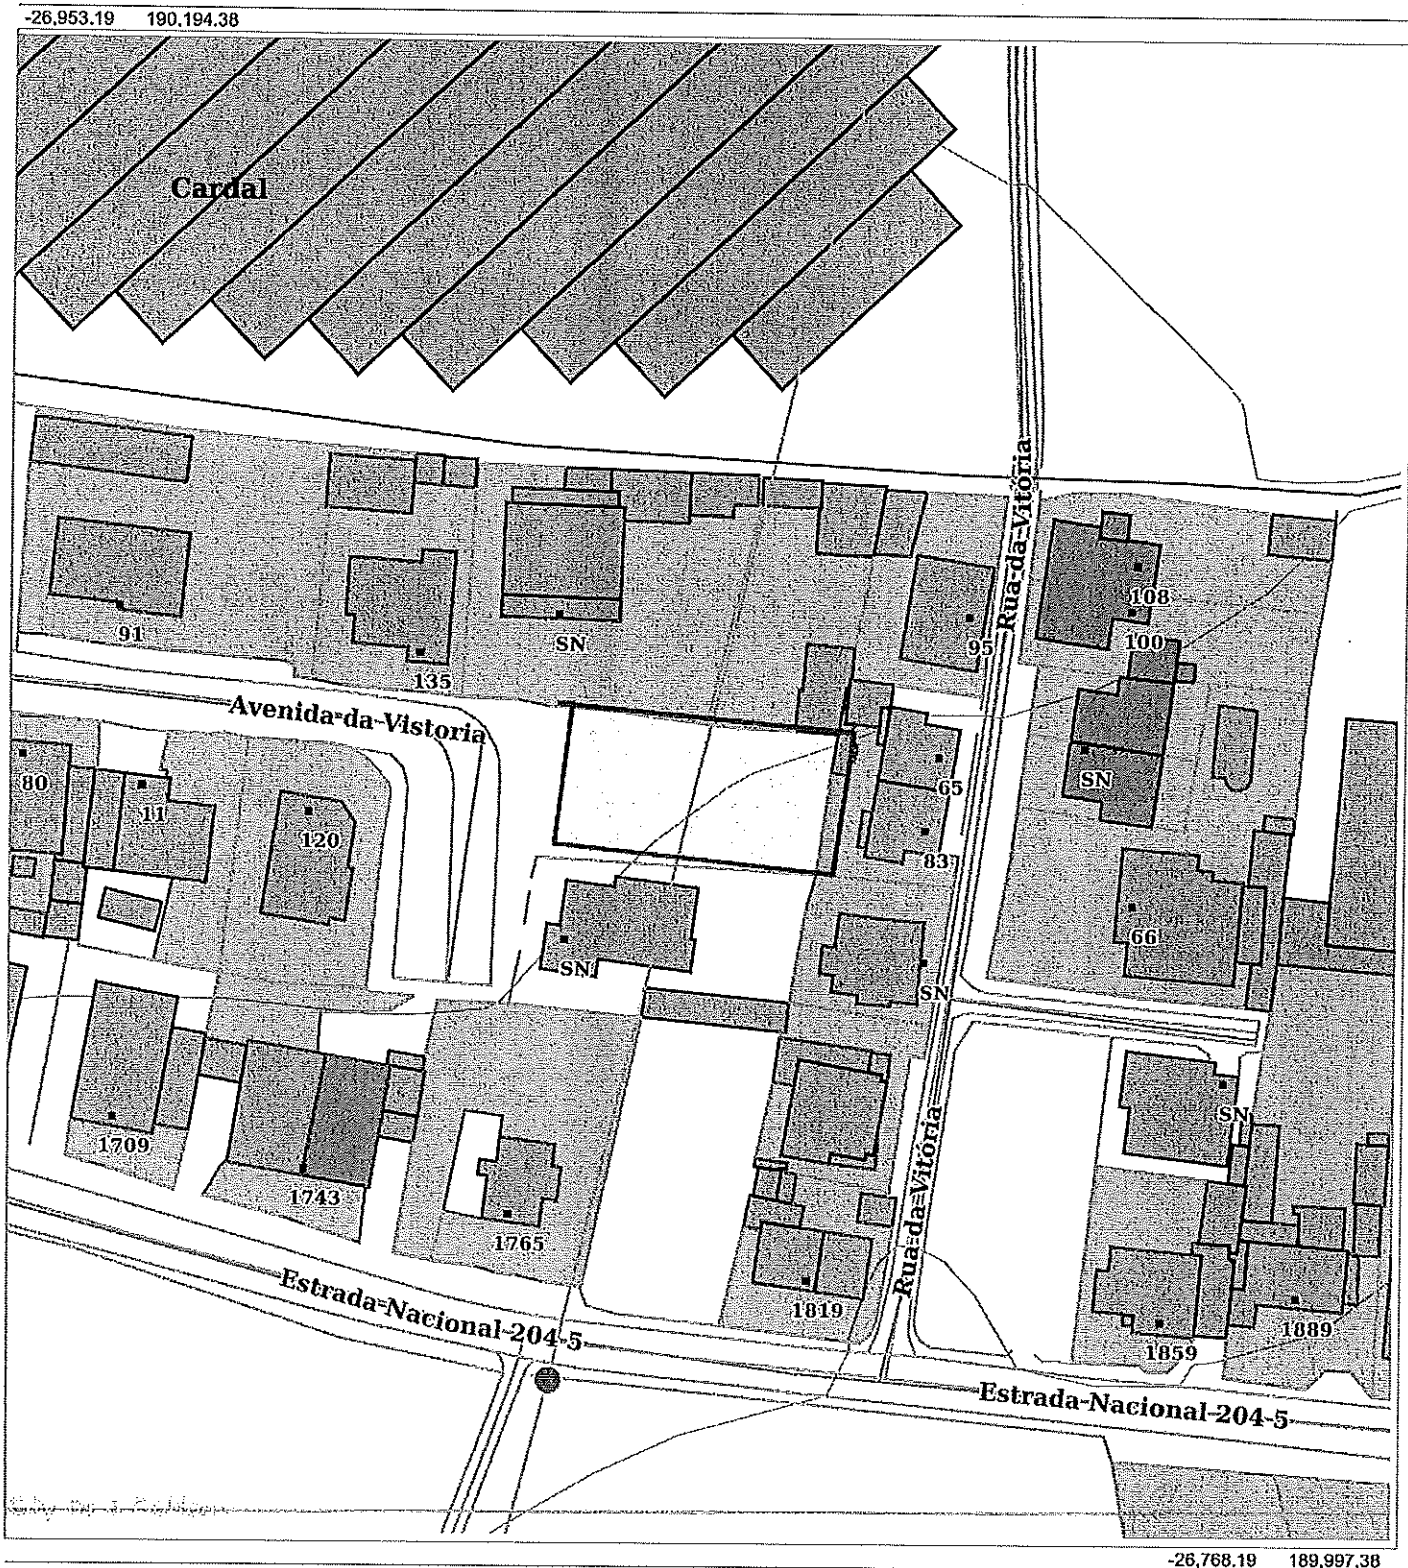 -26,953.19 190,194.38
Cardal
Rua-da-Vitória
108
91
SN
100
95
135
Avenida-da-Vistoria
80
11
120
SN
65
83
66
SN
SN
1709
SN
1743
1765
Rua-da-Vitória
Estrada-Nacional-204-5
1819
1889
1859
Estrada-Nacional-204-5
-26,768.19 189,997.38